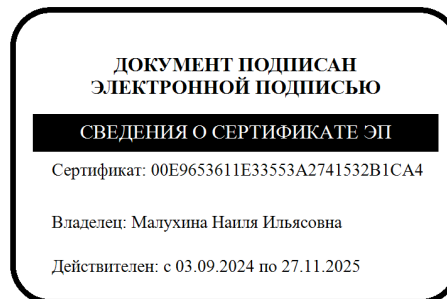 ДОКУМЕНТ ПОДПИСАН
ЭЛЕКТРОННОЙ ПОДПИСЬЮ
СВЕДЕНИЯ О СЕРТИФИКАТЕ ЭП
Сертификат: 00E9653611E33553A2741532B1CA4
Владелец: Малухина Наиля Ильясовна
Действителен: с 03.09.2024 по 27.11.2025